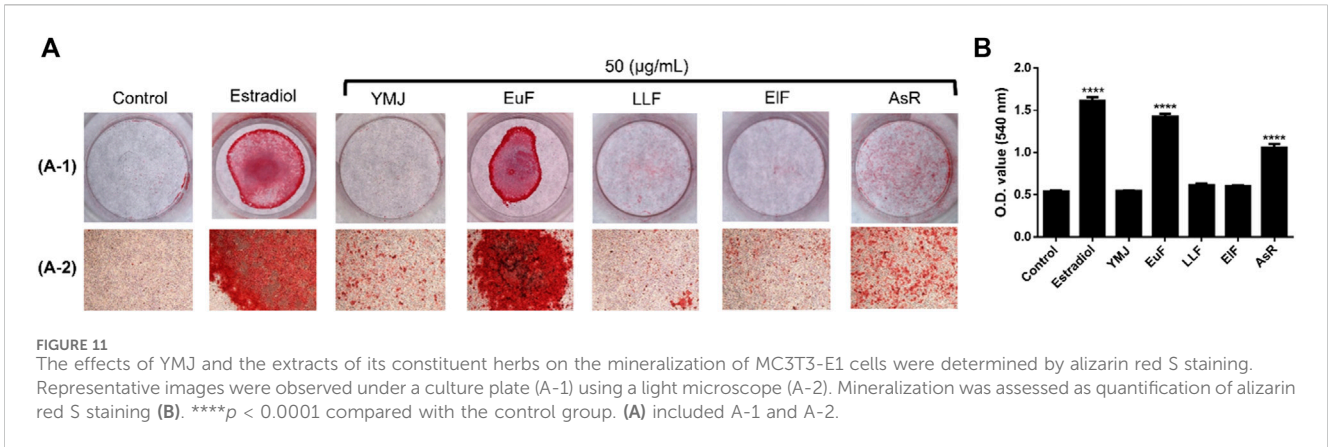 A
50 (µg/mL)
Control Estradiol YMJ EuF LLF ElF AsR
(A-1)
(A-2)
B
O.D. value (540 nm)
2.0
1.5
1.0
0.5
0.0
**** **** ****
Control Estradiol YMJ EuF LLF ElF AsR
FIGURE 11
The effects of YMJ and the extracts of its constituent herbs on the mineralization of MC3T3-E1 cells were determined by alizarin red S staining.
Representative images were observed under a culture plate (A-1) using a light microscope (A-2). Mineralization was assessed as quantification of alizarin
red S staining (B). ****p < 0.0001 compared with the control group. (A) included A-1 and A-2.